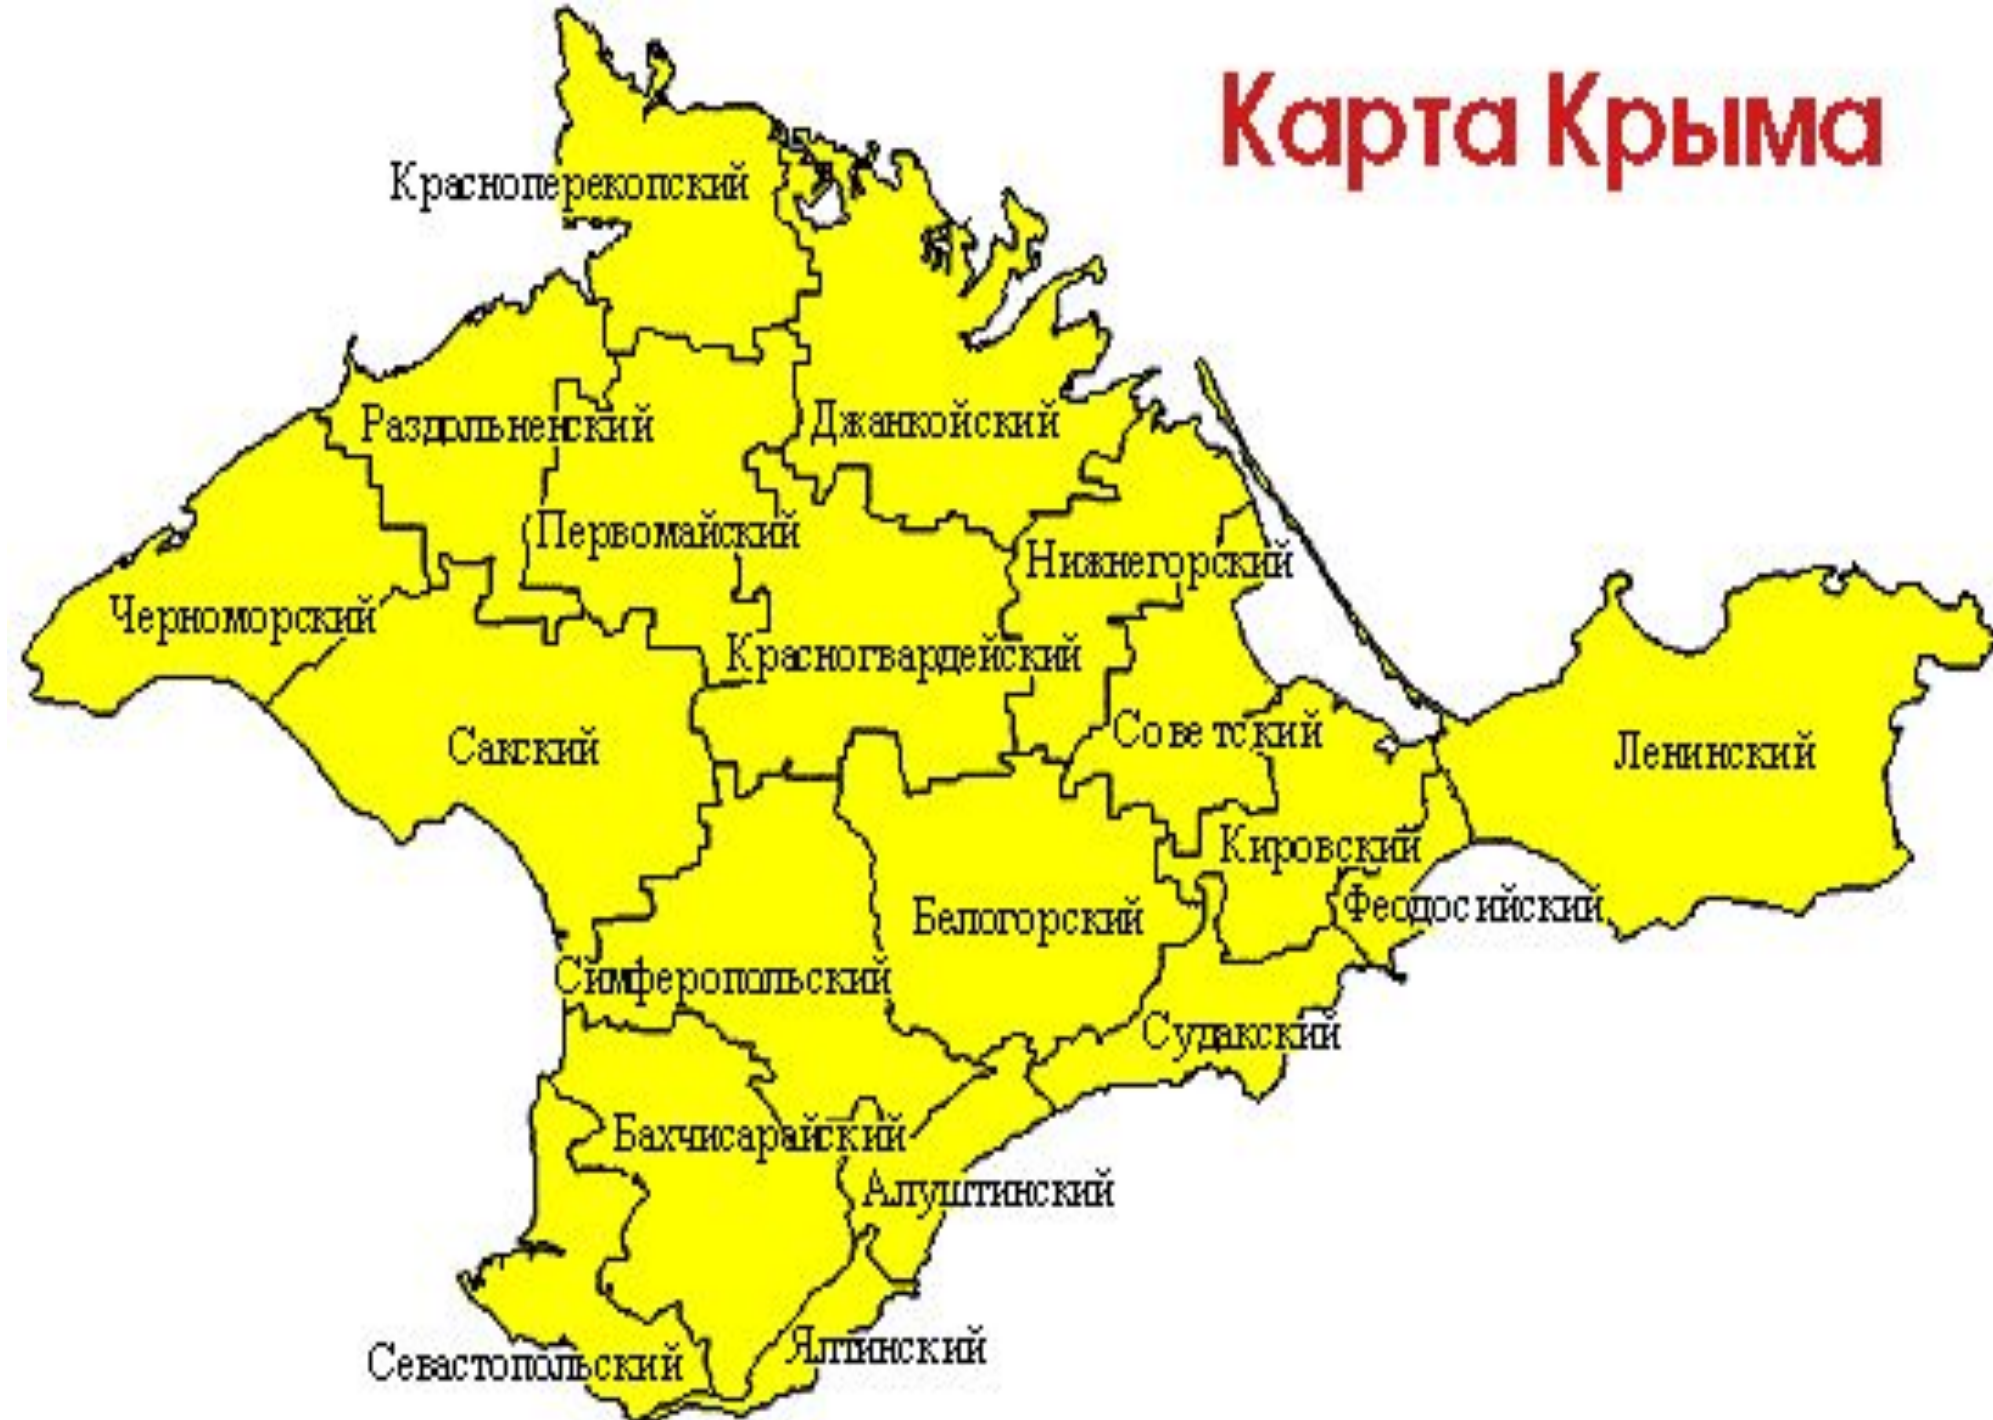 Карта Крыма
Красноперекопский
Раздольненский
Джанкойский
Первомайский
Нижнегорский
Черноморский
Красногвардейский
Советский
Сакский
Ленинский
Кировский
Феодосийский
Белогорский
Симферопольский
Судакский
Бахчисарайский
Алуштинский
Ялтинский
Севастопольский